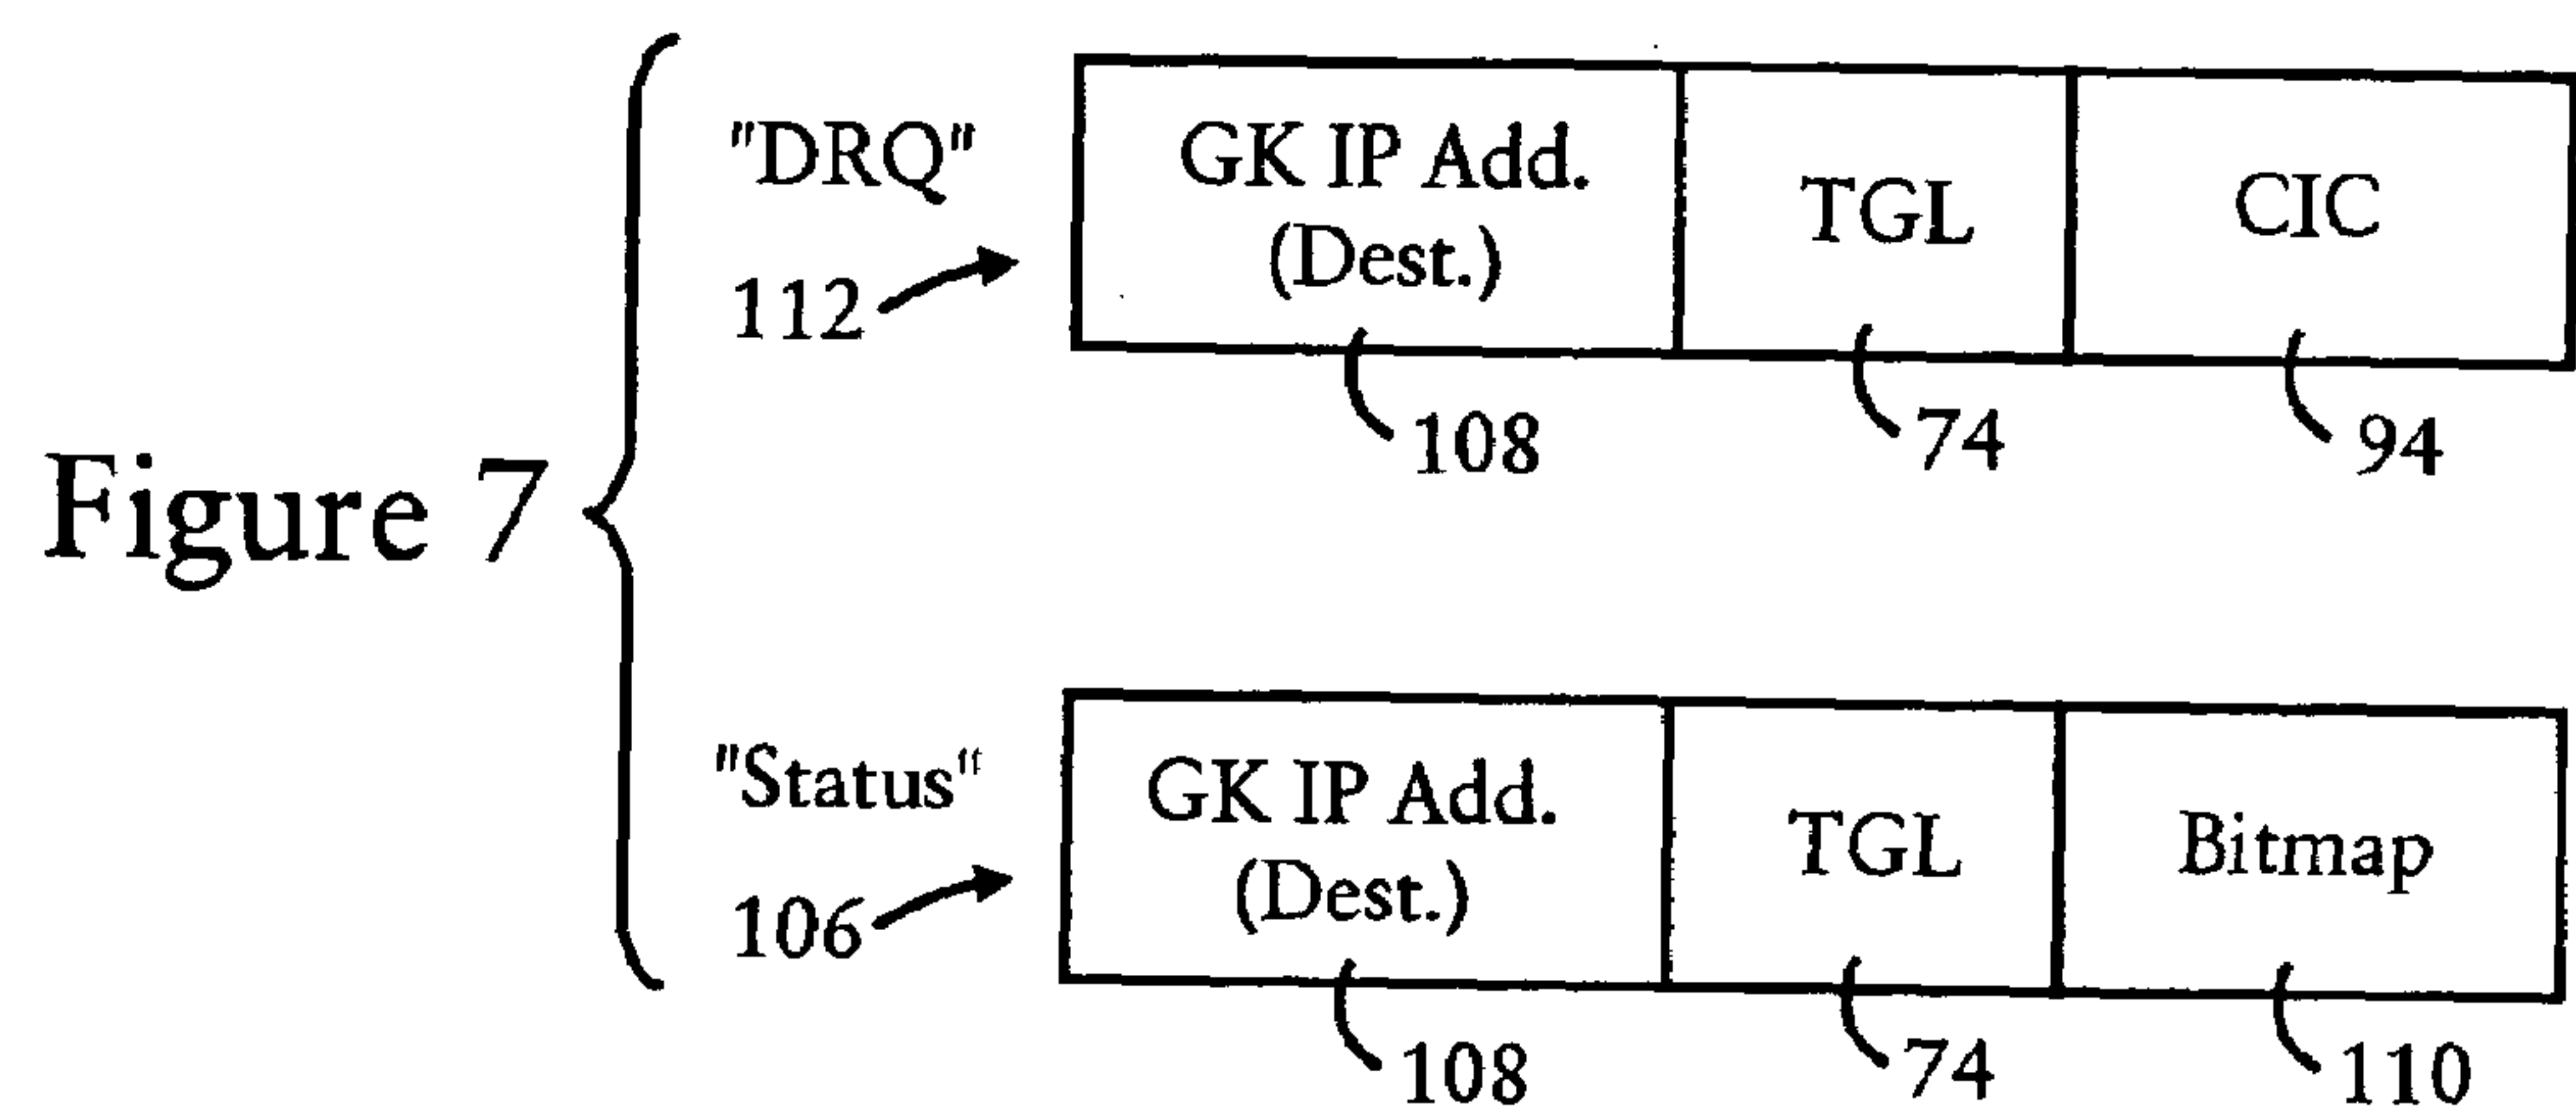 Figure 7
"DRQ"
112
GK IP Add.
(Dest.)
TGL
CIC
108
74
94
"Status"
106
GK IP Add.
(Dest.)
TGL
Bitmap
108
74
110